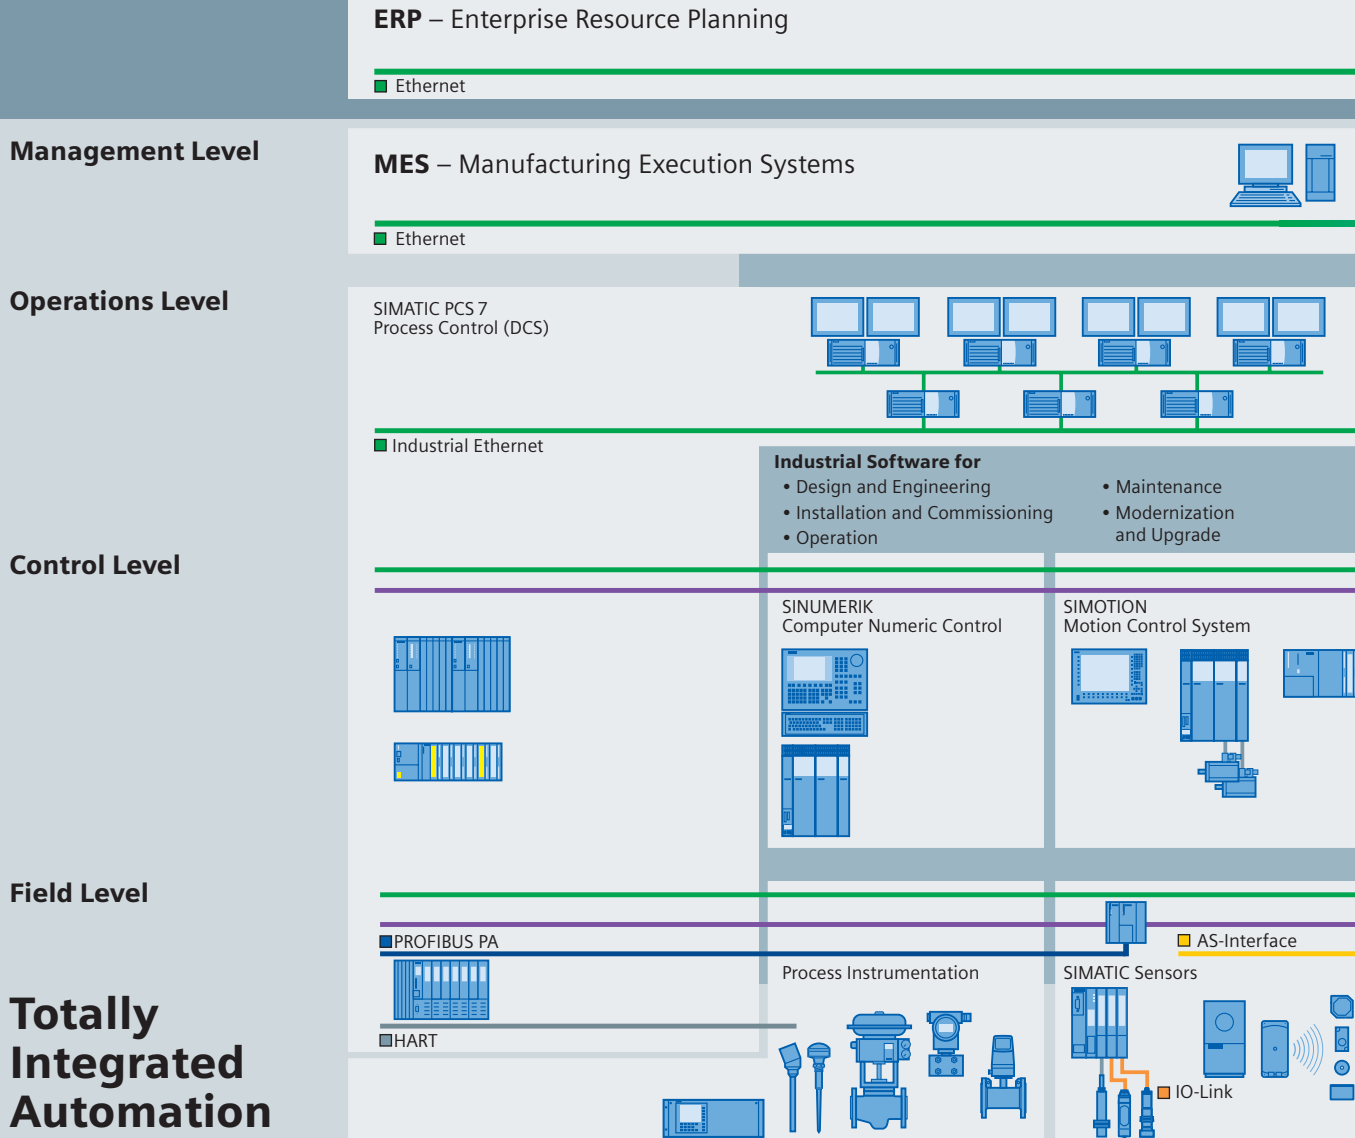 ERP – Enterprise Resource Planning
Ethernet
Management Level
MES – Manufacturing Execution Systems
Ethernet
Operations Level
SIMATIC PCS 7
Process Control (DCS)
Industrial Ethernet
Industrial Software for
• Design and Engineering
• Installation and Commissioning
• Operation
• Maintenance
• Modernization
and Upgrade
Control Level
SINUMERIK
Computer Numeric Control
SIMOTION
Motion Control System
Field Level
PROFIBUS PA
AS-Interface
Process Instrumentation
SIMATIC Sensors
HART
IO-Link
Totally
Integrated
Automation